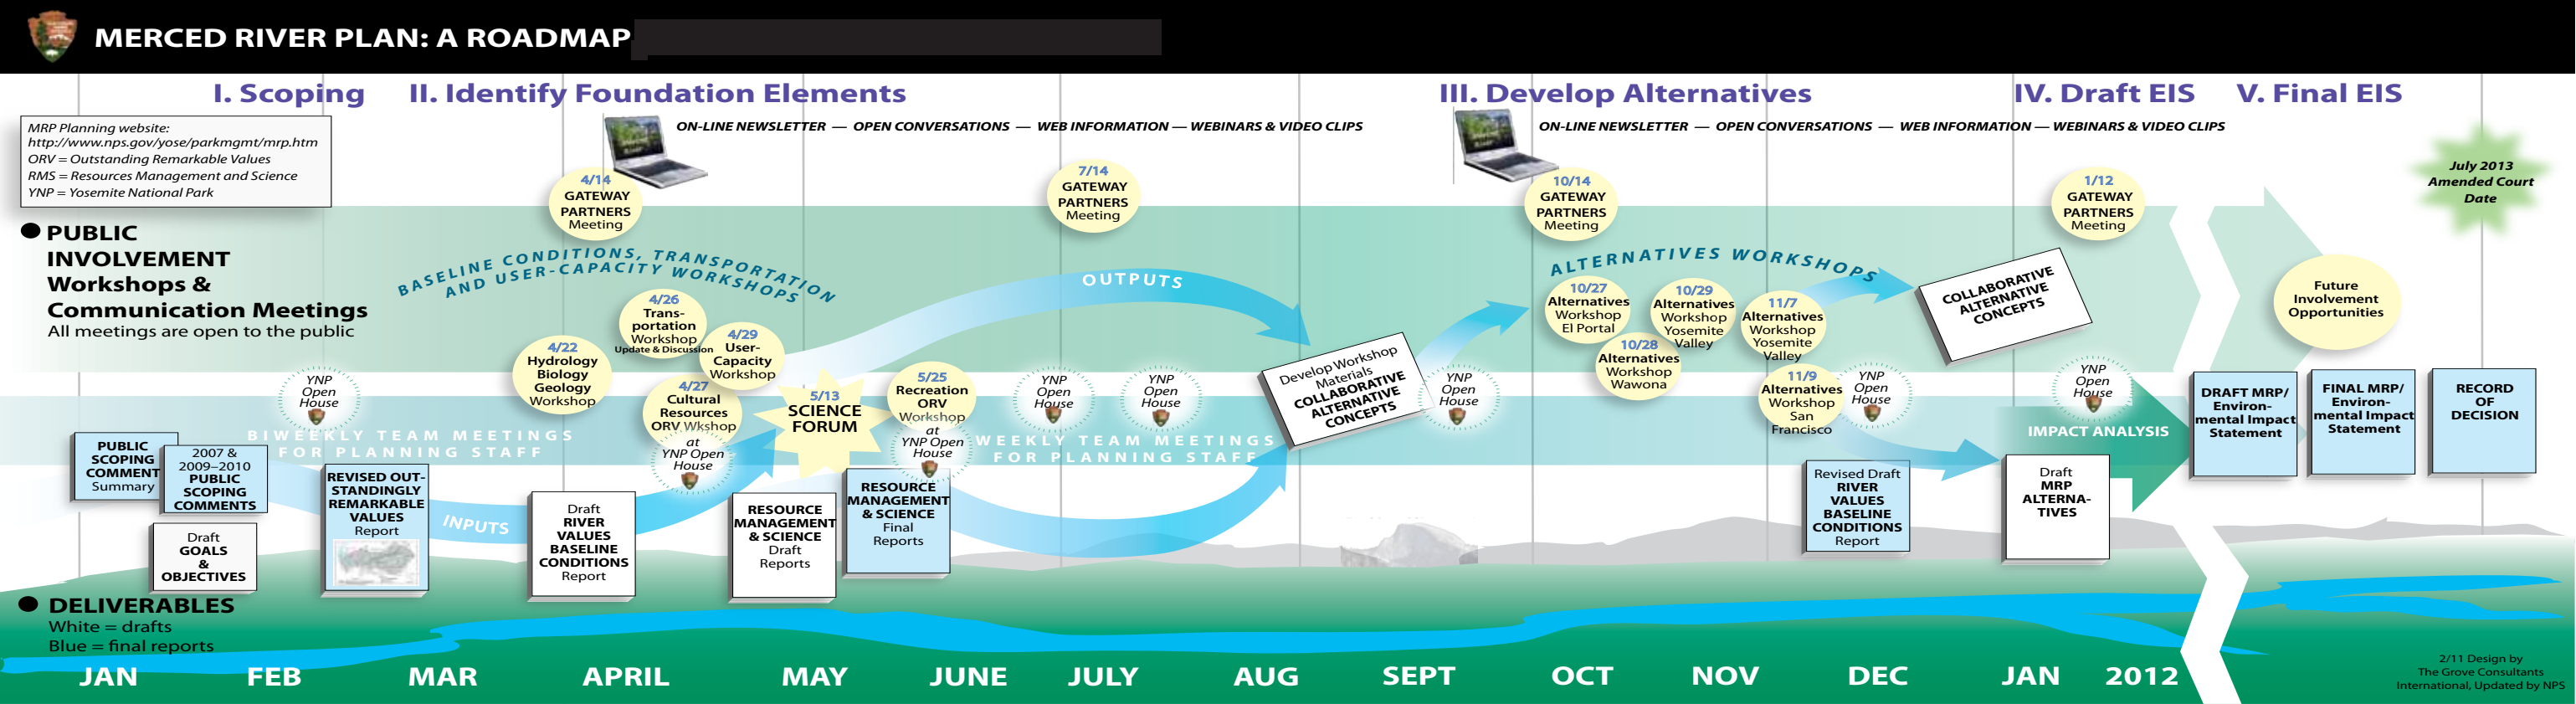 MERCED RIVER PLAN: A ROADMAP
I. Scoping
II. Identify Foundation Elements
III. Develop Alternatives
IV. Draft EIS
V. Final EIS
MRP Planning website:
http://www.nps.gov/yose/parkmgmt/mrp.htm
ORV = Outstanding Remarkable Values
RMS = Resources Management and Science
YNP = Yosemite National Park
ON-LINE NEWSLETTER — OPEN CONVERSATIONS — WEB INFORMATION — WEBINARS & VIDEO CLIPS
ON-LINE NEWSLETTER — OPEN CONVERSATIONS — WEB INFORMATION — WEBINARS & VIDEO CLIPS
4/14
GATEWAY
PARTNERS
Meeting
7/14
GATEWAY
PARTNERS
Meeting
10/14
GATEWAY
PARTNERS
Meeting
1/12
GATEWAY
PARTNERS
Meeting
July 2013
Amended Court
Date
● PUBLIC
INVOLVEMENT
Workshops &
Communication Meetings
All meetings are open to the public
BASELINE CONDITIONS, TRANSPORTATION
AND USER-CAPACITY WORKSHOPS
4/22
Hydrology
Biology
Geology
Workshop
4/26
Trans-
portation
Workshop
Update & Discussion
4/29
User-
Capacity
Workshop
4/27
Cultural
Resources
ORV Wkshop
at
YNP Open
House
5/13
SCIENCE
FORUM
5/25
Recreation
ORV
Workshop
at
YNP Open
House
OUTPUTS
YNP
Open
House
YNP
Open
House
YNP
Open
House
Develop Workshop
Materials
COLLABORATIVE
ALTERNATIVE
CONCEPTS
YNP
Open
House
ALTERNATIVES WORKSHOPS
10/27
Alternatives
Workshop
El Portal
10/28
Alternatives
Workshop
Wawona
10/29
Alternatives
Workshop
Yosemite
Valley
11/7
Alternatives
Workshop
Yosemite
Valley
11/9
Alternatives
Workshop
San
Francisco
YNP
Open
House
COLLABORATIVE
ALTERNATIVE
CONCEPTS
YNP
Open
House
Future
Involvement
Opportunities
BIWEEKLY TEAM MEETINGS
FOR PLANNING STAFF
WEEKLY TEAM MEETINGS
FOR PLANNING STAFF
IMPACT ANALYSIS
PUBLIC
SCOPING
COMMENT
Summary
2007 &
2009–2010
PUBLIC
SCOPING
COMMENTS
Draft
GOALS
&
OBJECTIVES
REVISED OUT-
STANDINGLY
REMARKABLE
VALUES
Report
INPUTS
Draft
RIVER
VALUES
BASELINE
CONDITIONS
Report
RESOURCE
MANAGEMENT
& SCIENCE
Draft
Reports
RESOURCE
MANAGEMENT
& SCIENCE
Final
Reports
Revised Draft
RIVER
VALUES
BASELINE
CONDITIONS
Report
Draft
MRP
ALTERNA-
TIVES
DRAFT MRP/
Environ-
mental Impact
Statement
FINAL MRP/
Environ-
mental Impact
Statement
RECORD
OF
DECISION
● DELIVERABLES
White = drafts
Blue = final reports
JAN FEB MAR APRIL MAY JUNE JULY AUG SEPT OCT NOV DEC JAN 2012
2/11 Design by
The Grove Consultants
International, Updated by NPS